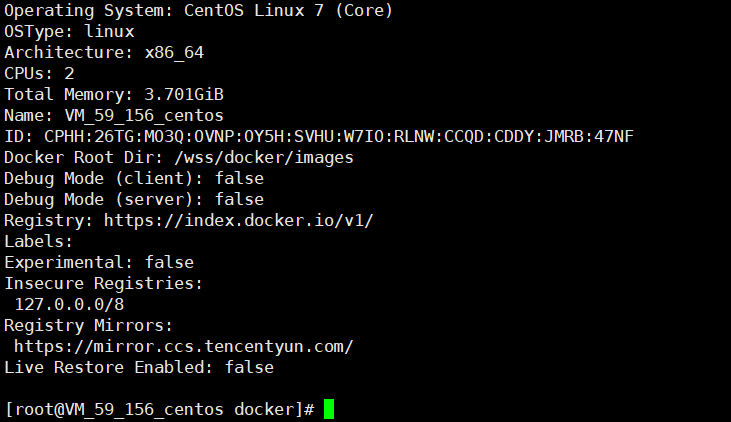 Operating System: CentOS Linux 7 (Core)
OSType: linux
Architecture: x86_64
CPUs: 2
Total Memory: 3.701GiB
Name: VM_59_156_centos
ID: CPHH:26TG:MO3Q:OVNP:OY5H:SVHU:W7IO:RLNW:CCQD:CDDY:JMRB:47NF
Docker Root Dir: /wss/docker/images
Debug Mode (client): false
Debug Mode (server): false
Registry: https://index.docker.io/v1/
Labels:
Experimental: false
Insecure Registries:
 127.0.0.0/8
Registry Mirrors:
 https://mirror.ccs.tencentyun.com/
Live Restore Enabled: false
[root@VM_59_156_centos docker]#